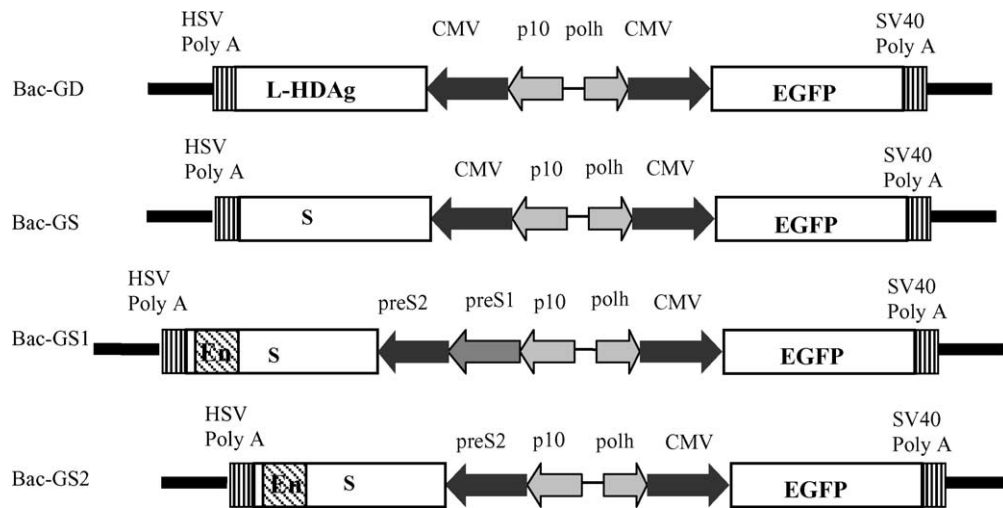 HSV
Poly A
CMV p10 polh CMV
SV40
Poly A
Bac-GD
L-HDAg
EGFP
HSV
Poly A
CMV p10 polh CMV
SV40
Poly A
Bac-GS
S
EGFP
HSV
Poly A
preS2 preS1 p10 polh CMV
SV40
Poly A
Bac-GS1
En S
EGFP
HSV
Poly A
preS2 p10 polh CMV
SV40
Poly A
Bac-GS2
En S
EGFP